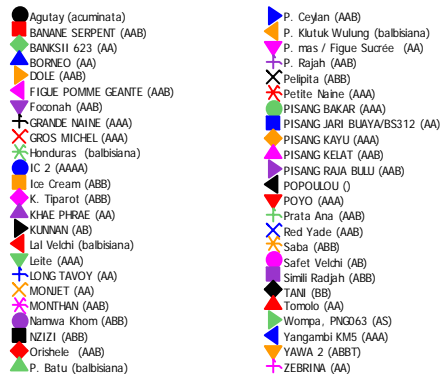 Agutay (acuminata)
BANANE SERPENT (AAB)
BANKSII 623 (AA)
BORNEO (AA)
DOLE (AAB)
FIGUE POMME GEANTE (AAB)
Foconah (AAB)
GRANDE NAINE (AAA)
GROS MICHEL (AAA)
Honduras (balbisiana)
IC 2 (AAAA)
Ice Cream (ABB)
K. Tiparot (ABB)
KHAE PHRAE (AA)
KUNNAN (AB)
Lal Velchi (balbisiana)
Leite (AAA)
LONG TAVOY (AA)
MONJET (AA)
MONTHAN (AAB)
Namwa Khom (ABB)
NZIZI (ABB)
Orishele (AAB)
P. Batu (balbisiana)
P. Ceylan (AAB)
P. Klutuk Wulung (balbisiana)
P. mas / Figue Sucrée (AA)
P. Rajah (AAB)
Pelipita (ABB)
Petite Naine (AAA)
PISANG BAKAR (AAA)
PISANG JARI BUAYA/BS312 (AA)
PISANG KAYU (AAA)
PISANG KELAT (AAB)
PISANG RAJA BULU (AAB)
POPOULOU ()
POYO (AAA)
Prata Ana (AAB)
Red Yade (AAB)
Saba (ABB)
Safet Velchi (AB)
Simili Radjah (ABB)
TANI (BB)
Tomolo (AA)
Wompa, PNG063 (AS)
Yangambi KM5 (AAA)
YAWA 2 (ABBT)
ZEBRINA (AA)